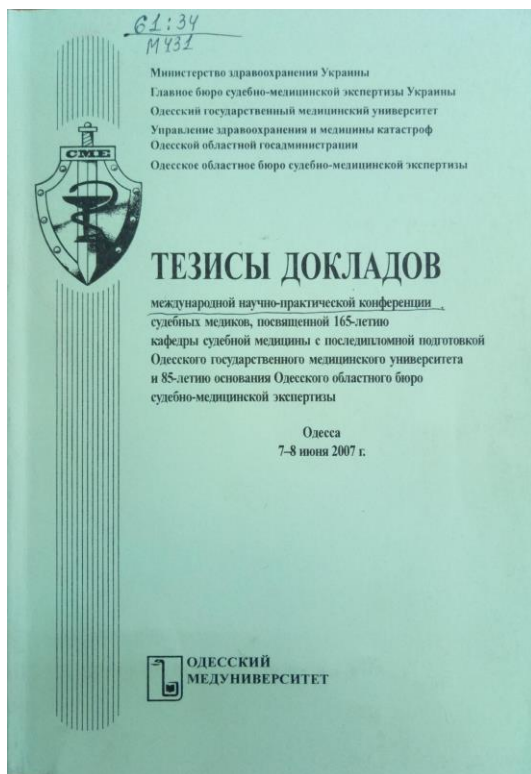 61:34
М431
Министерство здравоохранения Украины
Главное бюро судебно-медицинской экспертизы Украины
Одесский государственный медицинский университет
Управление здравоохранения и медицины катастроф
Одесской областной госадминистрации
Одесское областное бюро судебно-медицинской экспертизы
СМЕ
ТЕЗИСЫ ДОКЛАДОВ
международной научно-практической конференции
судебных медиков, посвященной 165-летию
кафедры судебной медицины с последипломной подготовкой
Одесского государственного медицинского университета
и 85-летию основания Одесского областного бюро
судебно-медицинской экспертизы
Одесса
7–8 июня 2007 г.
ОДЕССКИЙ
МЕДУНИВЕРСИТЕТ